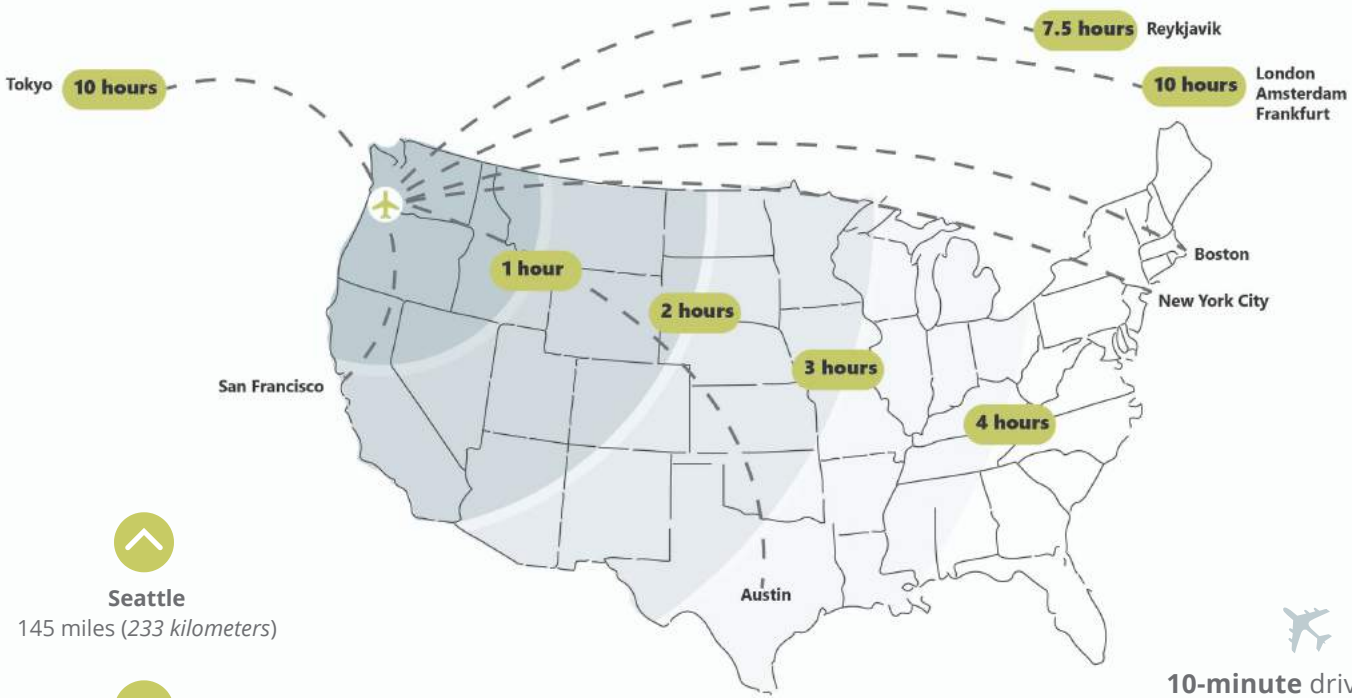 7.5 hours Reykjavik
Tokyo 10 hours
10 hours London
Amsterdam
Frankfurt
1 hour
Boston
2 hours
New York City
3 hours
San Francisco
4 hours
Austin
Seattle
145 miles (233 kilometers)
10-minute